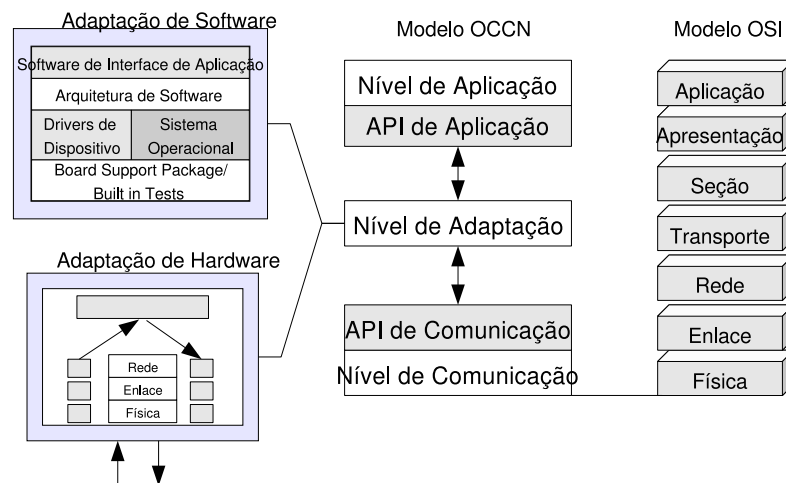 Adaptação de Software
Software de Interface de Aplicação
Arquitetura de Software
Drivers de
Dispositivo
Sistema
Operacional
Board Support Package/
Built in Tests
Adaptação de Hardware
Rede
Enlace
Física
Modelo OCCN
Nível de Aplicação
API de Aplicação
Nível de Adaptação
API de Comunicação
Nível de Comunicação
Modelo OSI
Aplicação
Apresentação
Seção
Transporte
Rede
Enlace
Física